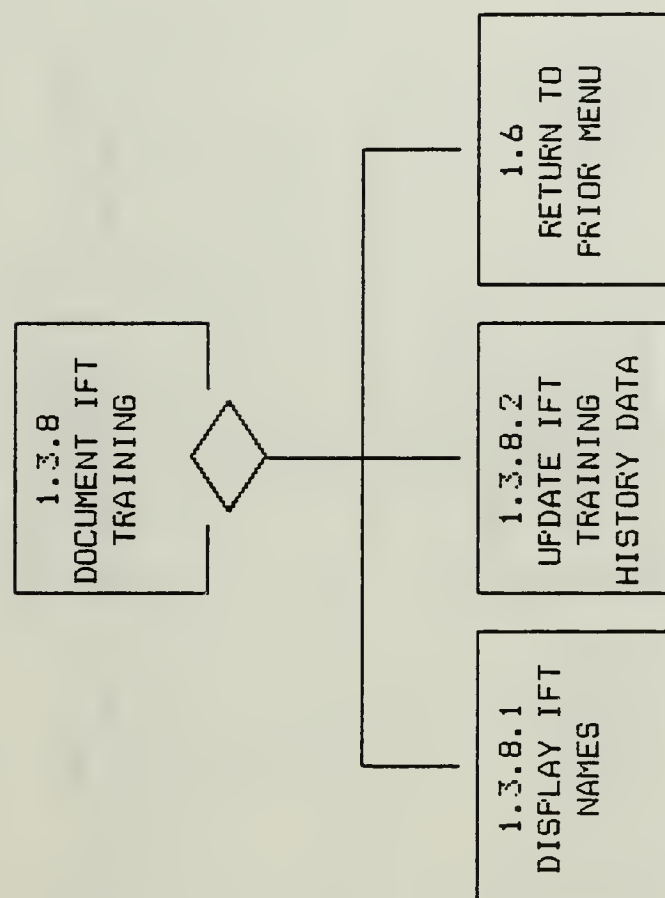 1.3.8
DOCUMENT IFT
TRAINING
1.3.8.1
DISPLAY IFT
NAMES
1.3.8.2
UPDATE IFT
TRAINING
HISTORY DATA
1.6
RETURN TO
PRIOR MENU